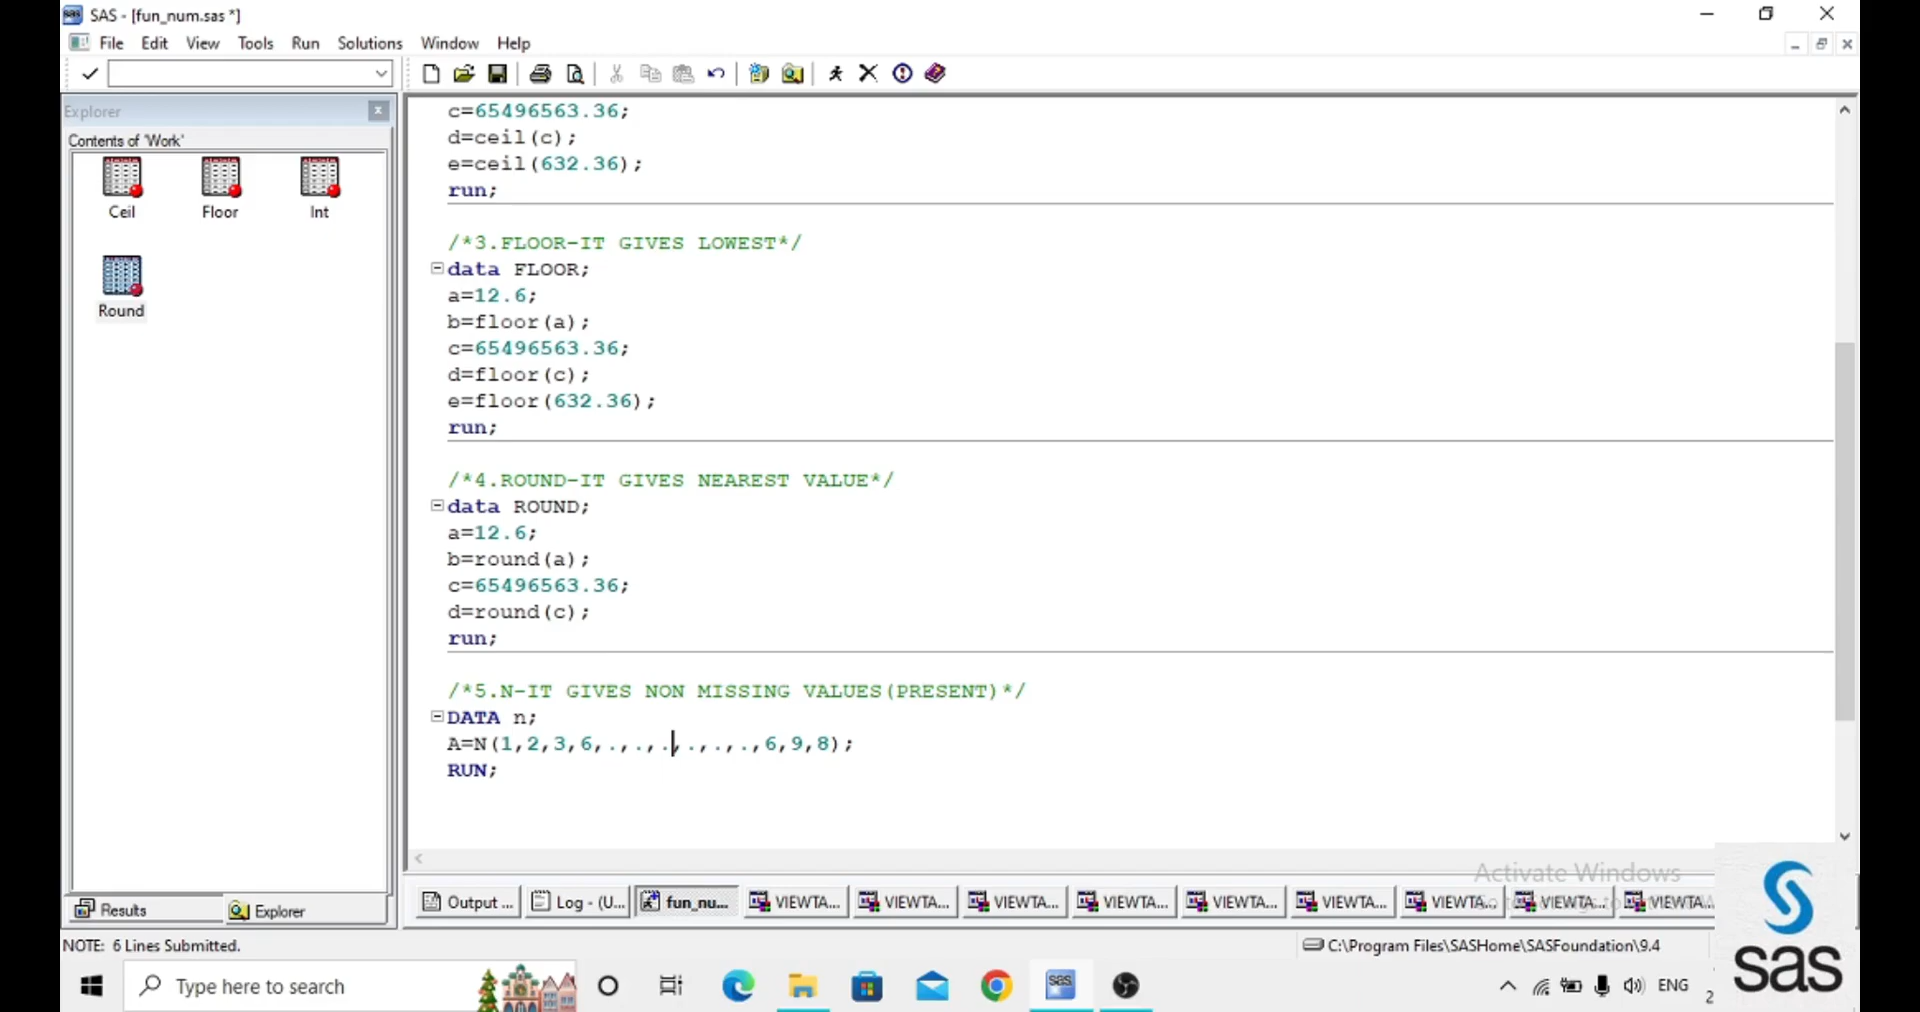 SAS - [fun_num.sas *]
File Edit View Tools Run Solutions Window Help
Explorer
Contents of 'Work'
Ceil Floor Int
Round
c=65496563.36;
d=ceil(c);
e=ceil(632.36);
run;
/*3.FLOOR-IT GIVES LOWEST*/
data FLOOR;
a=12.6;
b=floor(a);
c=65496563.36;
d=floor(c);
e=floor(632.36);
run;
/*4.ROUND-IT GIVES NEAREST VALUE*/
data ROUND;
a=12.6;
b=round(a);
c=65496563.36;
d=round(c);
run;
/*5.N-IT GIVES NON MISSING VALUES(PRESENT)*/
DATA n;
A=N(1,2,3,6,.,.,.,.,.,.,6,9,8);
RUN;
Activate Windows
Results Explorer
Output ... Log - (U... fun_nu... VIEWTA... VIEWTA... VIEWTA... VIEWTA... VIEWTA... VIEWTA... VIEWTA... VIEWTA... VIEWTA...
NOTE: 6 Lines Submitted.
C:\Program Files\SASHome\SASFoundation\9.4
Type here to search
sas
ENG
2
sas